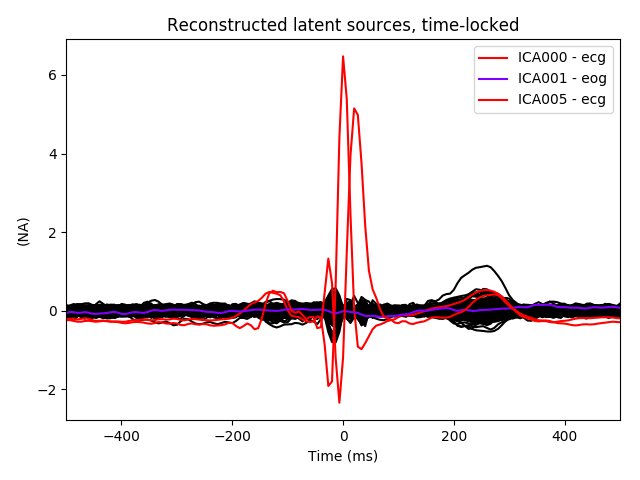 Reconstructed latent sources, time-locked
ICA000 - ecg
ICA001 - eog
ICA005 - ecg
6
4
2
0
−2
(NA)
−400
−200
0
200
400
Time (ms)